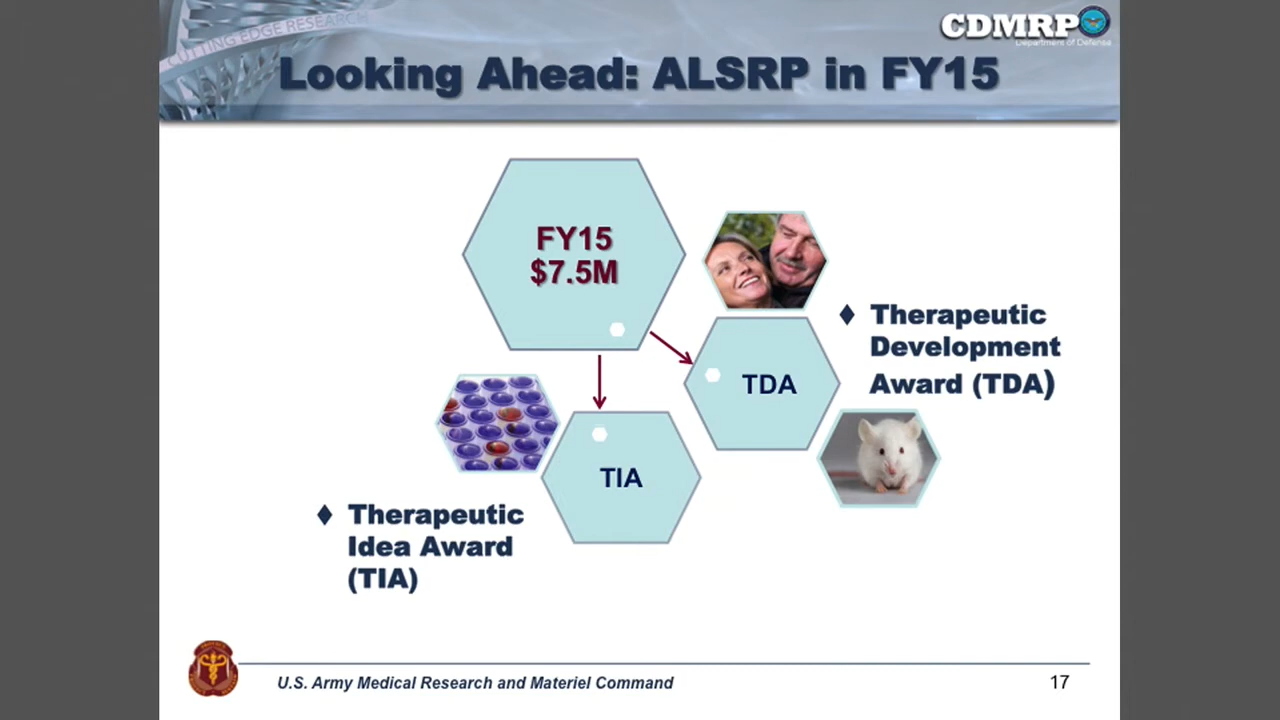 CUTTING EDGE RESEARCH
CDMRP
Department of Defense
Looking Ahead: ALSRP in FY15
FY15
$7.5M
♦ Therapeutic
Development
Award (TDA)
TDA
TIA
♦ Therapeutic
Idea Award
(TIA)
U.S. Army Medical Research and Materiel Command
17